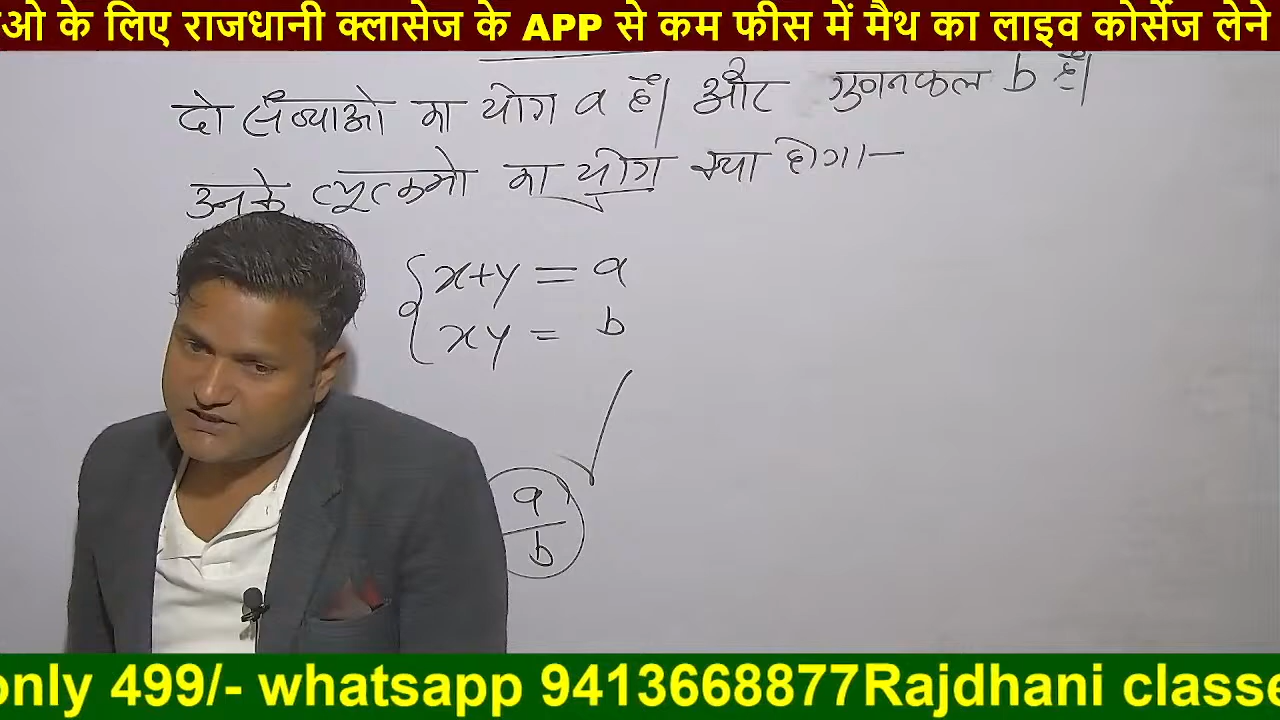 ओ के लिए राजधानी क्लासेज के APP से कम फीस में मैथ का लाइव कोर्सेज लेने
दो संख्याओ का योग a है। और गुणनफल b है।
उनके व्युत्क्रमो का योग क्या होगा—
x+y = a
xy = b
a
b
only 499/- whatsapp 9413668877Rajdhani classe